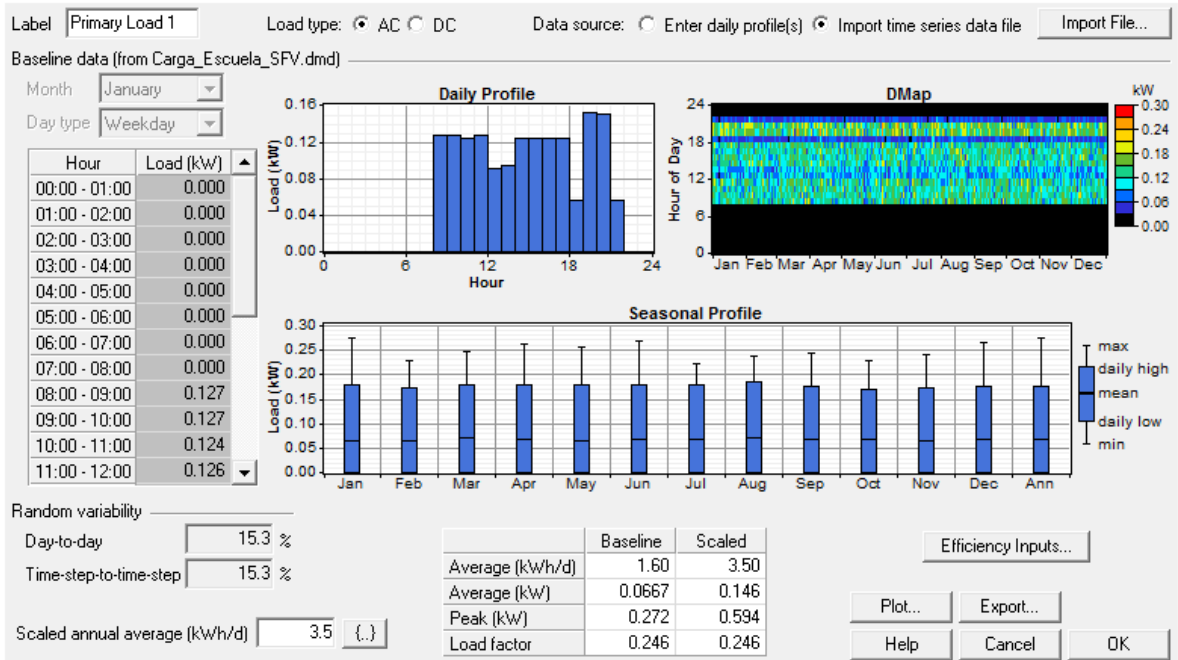 Label Primary Load 1 Load type: AC DC Data source: Enter daily profile(s) Import time series data file Import File...
Baseline data (from Carga_Escuela_SFV.dmd)
Month January
Day type Weekday
Hour Load (kW)
00:00 - 01:00 0.000
01:00 - 02:00 0.000
02:00 - 03:00 0.000
03:00 - 04:00 0.000
04:00 - 05:00 0.000
05:00 - 06:00 0.000
06:00 - 07:00 0.000
07:00 - 08:00 0.000
08:00 - 09:00 0.127
09:00 - 10:00 0.127
10:00 - 11:00 0.124
11:00 - 12:00 0.126
Daily Profile
Load (kW)
0.16
0.12
0.08
0.04
0.00
0 6 12 18 24
Hour
DMap
Hour of Day
24
18
12
6
0
Jan Feb Mar Apr May Jun Jul Aug Sep Oct Nov Dec
kW
0.30
0.24
0.18
0.12
0.06
0.00
Seasonal Profile
Load (kW)
0.30
0.25
0.20
0.15
0.10
0.05
0.00
Jan Feb Mar Apr May Jun Jul Aug Sep Oct Nov Dec Ann
max
daily high
mean
daily low
min
Random variability
Day-to-day 15.3 %
Time-step-to-time-step 15.3 %
Scaled annual average (kWh/d) 3.5 {..}
Baseline Scaled
Average (kWh/d) 1.60 3.50
Average (kW) 0.0667 0.146
Peak (kW) 0.272 0.594
Load factor 0.246 0.246
Efficiency Inputs...
Plot... Export...
Help Cancel OK